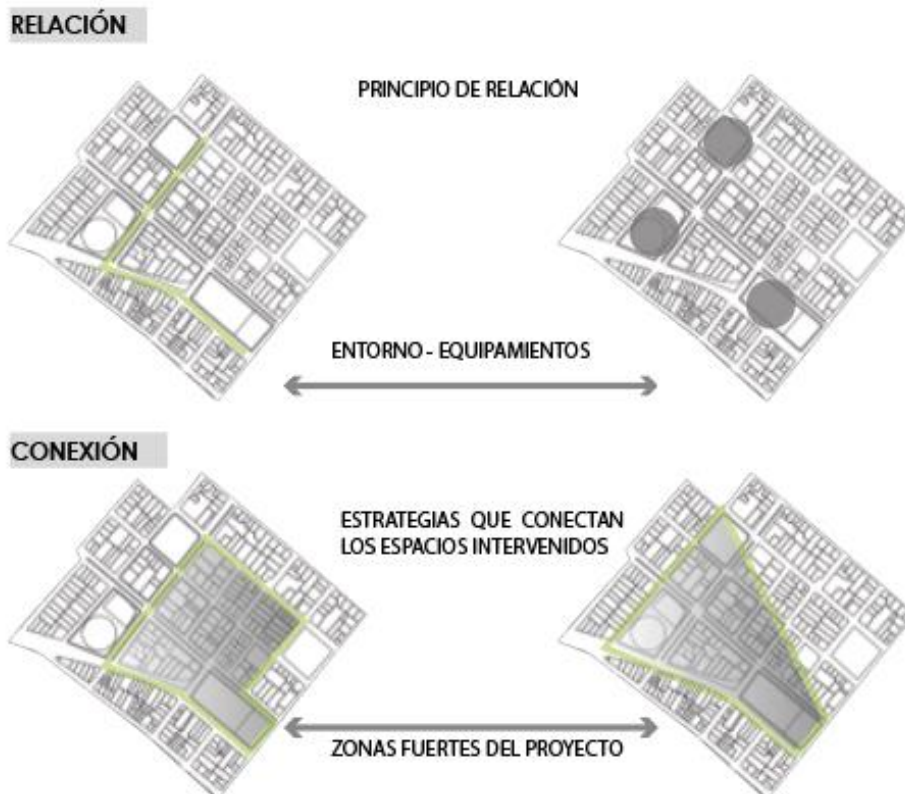 RELACIÓN
PRINCIPIO DE RELACIÓN
ENTORNO - EQUIPAMIENTOS
CONEXIÓN
ESTRATEGIAS QUE CONECTAN
LOS ESPACIOS INTERVENIDOS
ZONAS FUERTES DEL PROYECTO